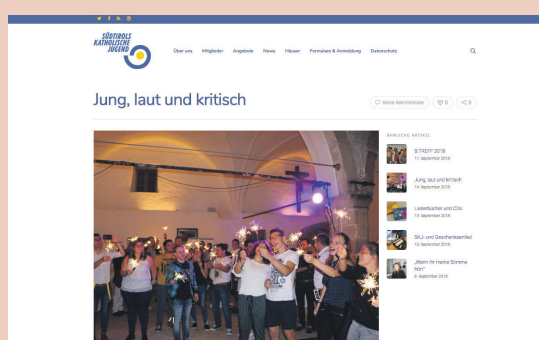 SÜDTIROLS
KATHOLISCHE
JUGEND
Über uns Mitglieder Angebote News Häuser Formulare & Anmeldung Datenschutz
Jung, laut und kritisch
Keine Kommentare
0
0
ÄHNLICHE ARTIKEL
B:TREFF 2018
17. September 2018
Jung, laut und kritisch
14. September 2018
Liederbücher und CDs
13. September 2018
SKJ- und Geschenksartikel
13. September 2018
„Wenn ihr meine Stimme
hört“
8. September 2018